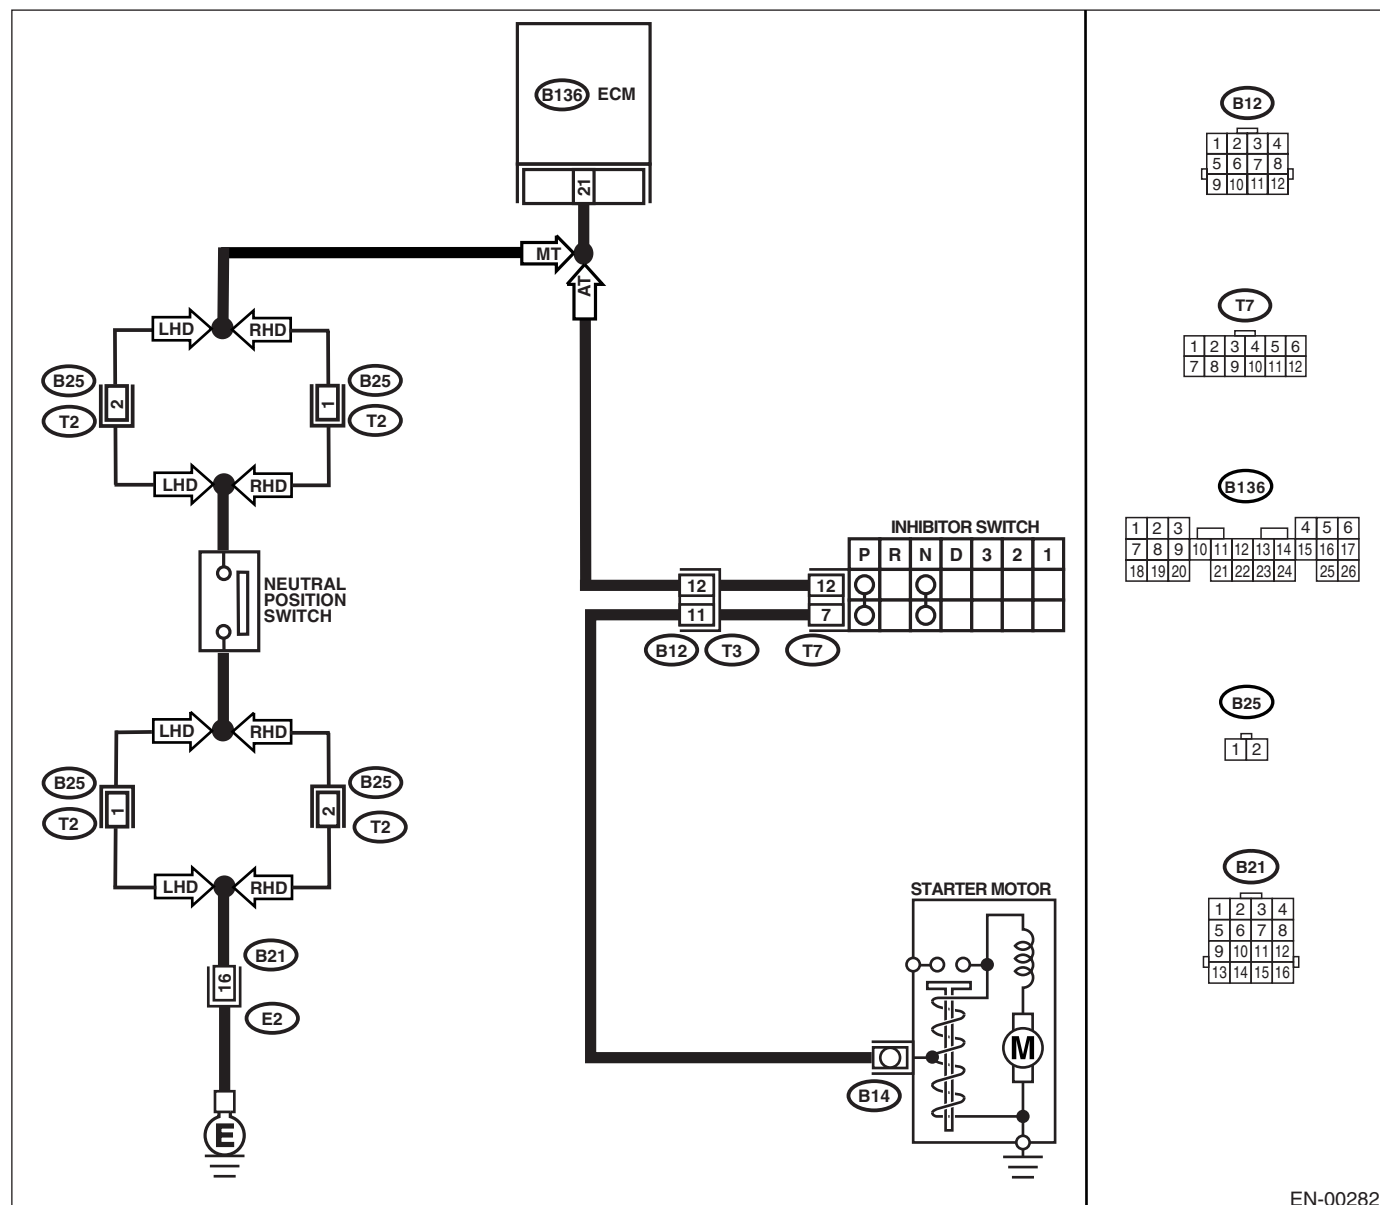 B136 ECM
21
MT
AT
LHD RHD
B25 B25
2 1
T2 T2
LHD RHD
NEUTRAL
POSITION
SWITCH
LHD RHD
B25 B25
1 2
T2 T2
LHD RHD
B21
16
E2
E
INHIBITOR SWITCH
P R N D 3 2 1
12 12
11 7
B12 T3 T7
STARTER MOTOR
M
B14
B12
1 2 3 4
5 6 7 8
9 10 11 12
T7
1 2 3 4 5 6
7 8 9 10 11 12
B136
1 2 3 4 5 6
7 8 9 10 11 12 13 14 15 16 17
18 19 20 21 22 23 24 25 26
B25
1 2
B21
1 2 3 4
5 6 7 8
9 10 11 12
13 14 15 16
EN-00282